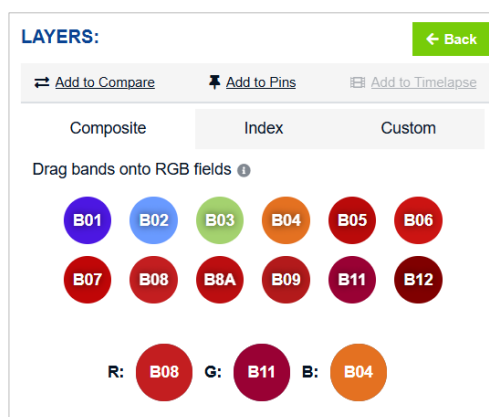 LAYERS:
← Back
Add to Compare Add to Pins Add to Timelapse
Composite Index Custom
Drag bands onto RGB fields
B01 B02 B03 B04 B05 B06
B07 B08 B8A B09 B11 B12
R: B08 G: B11 B: B04